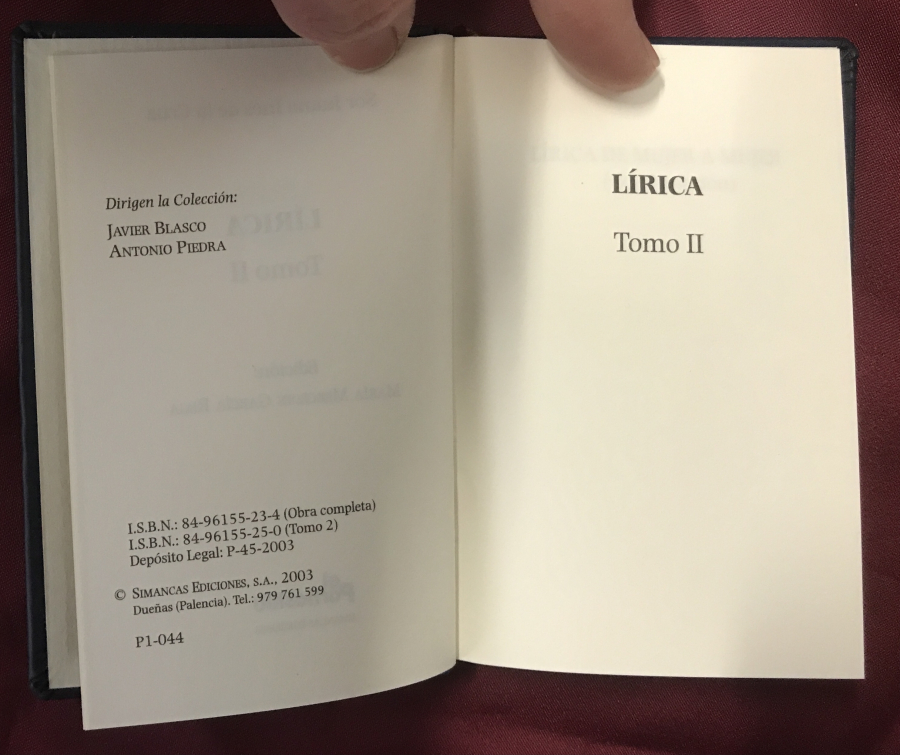 Dirigen la Colección:
JAVIER BLASCO
ANTONIO PIEDRA
I.S.B.N.: 84-96155-23-4 (Obra completa)
I.S.B.N.: 84-96155-25-0 (Tomo 2)
Depósito Legal: P-45-2003
© SIMANCAS EDICIONES, S.A., 2003
Dueñas (Palencia). Tel.: 979 761 599
P1-044
LÍRICA
Tomo II